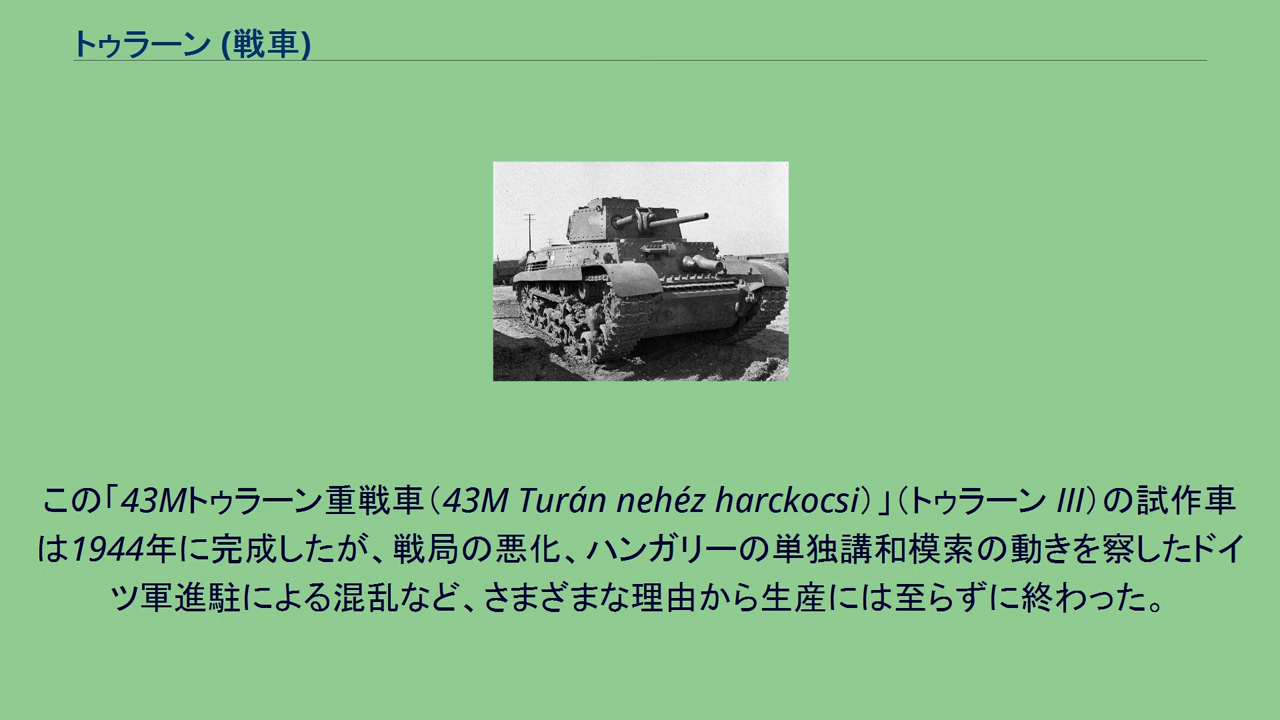 トゥラーン (戦車)
この「43Mトゥラーン重戦車（43M Turán nehéz harckocsi）」（トゥラーン III）の試作車
は1944年に完成したが、戦局の悪化、ハンガリーの単独講和模索の動きを察したドイ
ツ軍進駐による混乱など、さまざまな理由から生産には至らずに終わった。